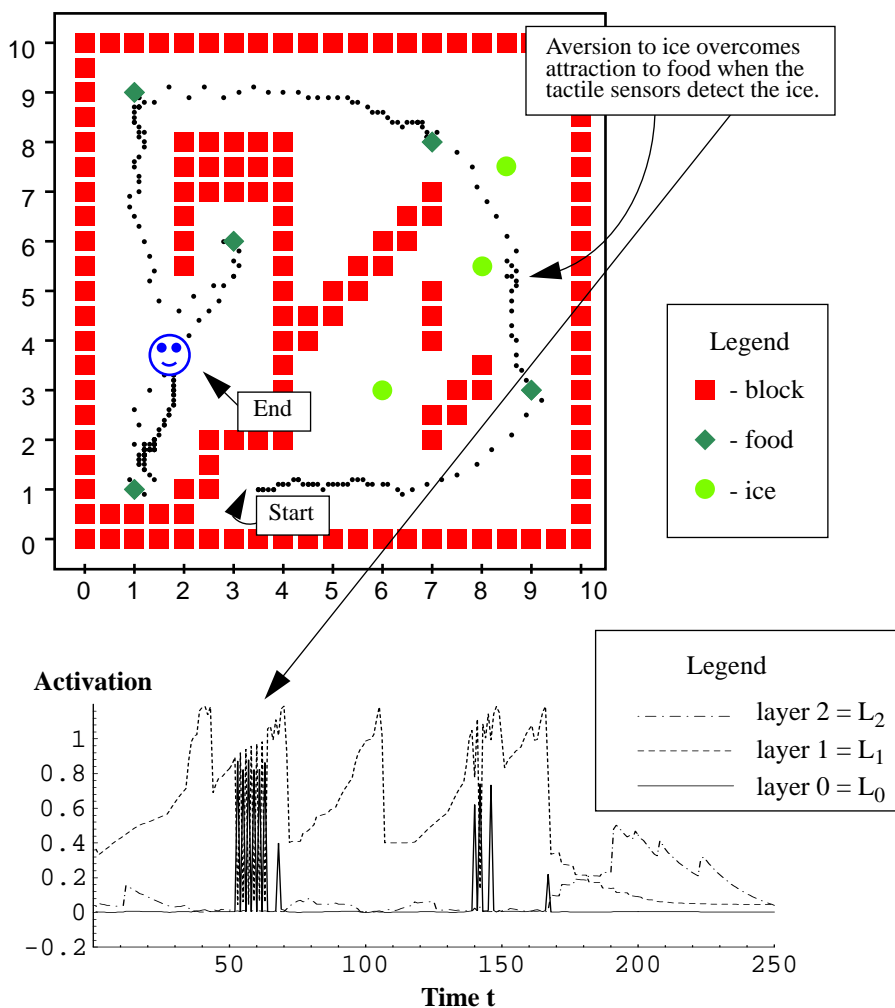 Aversion to ice overcomes
attraction to food when the
tactile sensors detect the ice.
10
9
8
7
6
5
4
3
2
1
0
End
Start
0 1 2 3 4 5 6 7 8 9 10
Legend
- block
- food
- ice
Activation
1
0.8
0.6
0.4
0.2
0
-0.2
50 100 150 200 250
Time t
Legend
layer 2 = L2
layer 1 = L1
layer 0 = L0